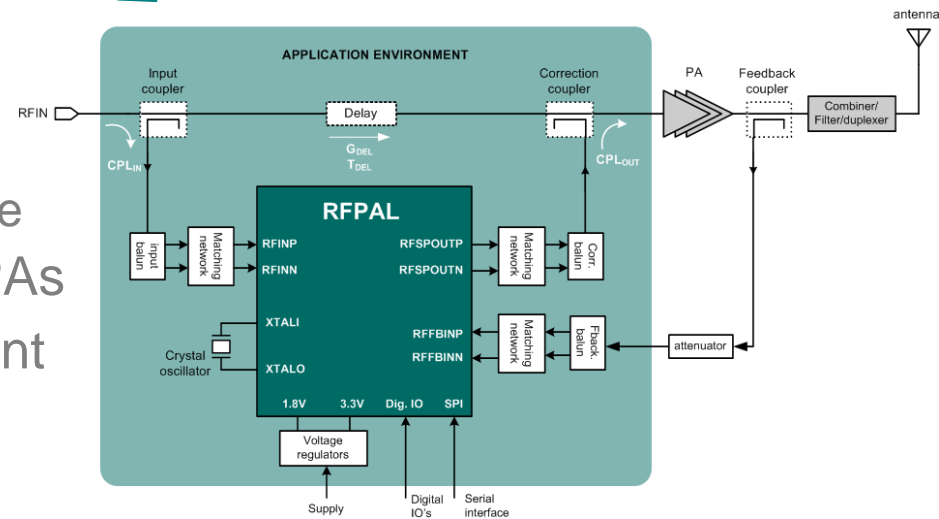 antenna
APPLICATION ENVIRONMENT
Input
coupler
Correction
coupler
PA
Feedback
coupler
RFIN
Delay
Combiner/
Filter/duplexer
CPLIN
GDEL
TDEL
CPLOUT
RFPAL
e
PAs
nt
input
balun
Matching
network
RFINP
RFINN
RFSPOUTP
RFSPOUTN
Matching
network
Corr.
balun
XTALI
XTALO
Crystal
oscillator
RFFBINP
RFFBINN
Matching
network
Fback.
balun
attenuator
1.8V 3.3V Dig. IO SPI
Voltage
regulators
Supply
Digital
IO's
Serial
interface